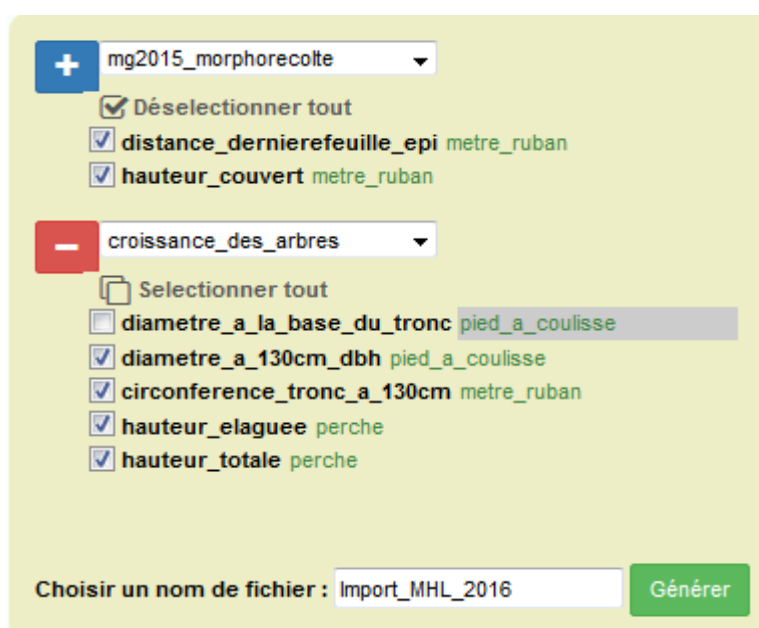 mg2015_morphorecolte
Déselectionner tout
distance_dernierefeuille_epi metre_ruban
hauteur_couvert metre_ruban
croissance_des_arbres
Selectionner tout
diametre_a_la_base_du_tronc pied_a_coulisse
diametre_a_130cm_dbh pied_a_coulisse
circonference_tronc_a_130cm metre_ruban
hauteur_elaguee perche
hauteur_totale perche
Choisir un nom de fichier : Import_MHL_2016 Générer